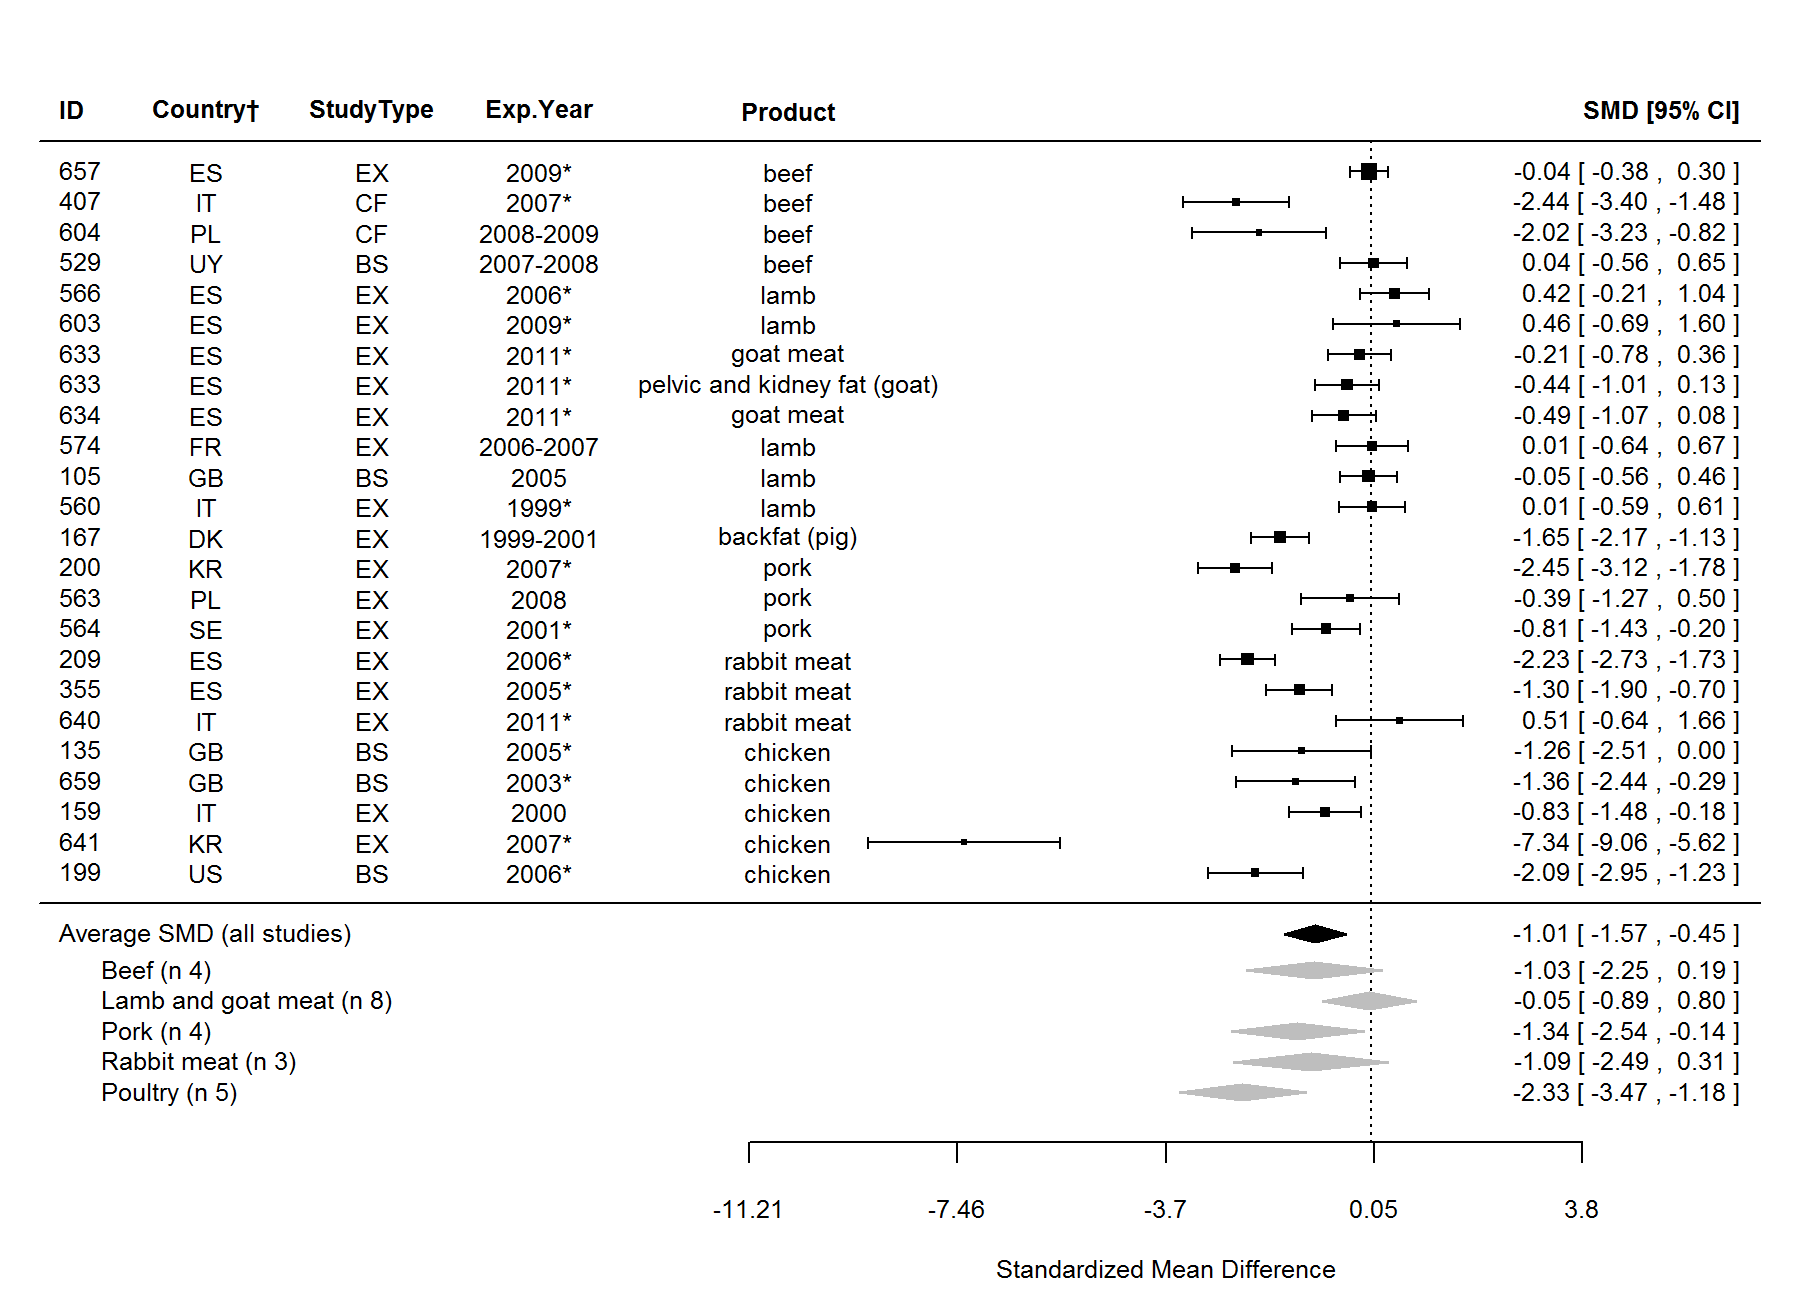 ID Country† StudyType Exp.Year Product SMD [95% CI]
657 ES EX 2009* beef -0.04 [ -0.38 , 0.30 ]
407 IT CF 2007* beef -2.44 [ -3.40 , -1.48 ]
604 PL CF 2008-2009 beef -2.02 [ -3.23 , -0.82 ]
529 UY BS 2007-2008 beef 0.04 [ -0.56 , 0.65 ]
566 ES EX 2006* lamb 0.42 [ -0.21 , 1.04 ]
603 ES EX 2009* lamb 0.46 [ -0.69 , 1.60 ]
633 ES EX 2011* goat meat -0.21 [ -0.78 , 0.36 ]
633 ES EX 2011* pelvic and kidney fat (goat) -0.44 [ -1.01 , 0.13 ]
634 ES EX 2011* goat meat -0.49 [ -1.07 , 0.08 ]
574 FR EX 2006-2007 lamb 0.01 [ -0.64 , 0.67 ]
105 GB BS 2005 lamb -0.05 [ -0.56 , 0.46 ]
560 IT EX 1999* lamb 0.01 [ -0.59 , 0.61 ]
167 DK EX 1999-2001 backfat (pig) -1.65 [ -2.17 , -1.13 ]
200 KR EX 2007* pork -2.45 [ -3.12 , -1.78 ]
563 PL EX 2008 pork -0.39 [ -1.27 , 0.50 ]
564 SE EX 2001* pork -0.81 [ -1.43 , -0.20 ]
209 ES EX 2006* rabbit meat -2.23 [ -2.73 , -1.73 ]
355 ES EX 2005* rabbit meat -1.30 [ -1.90 , -0.70 ]
640 IT EX 2011* rabbit meat 0.51 [ -0.64 , 1.66 ]
135 GB BS 2005* chicken -1.26 [ -2.51 , 0.00 ]
659 GB BS 2003* chicken -1.36 [ -2.44 , -0.29 ]
159 IT EX 2000 chicken -0.83 [ -1.48 , -0.18 ]
641 KR EX 2007* chicken -7.34 [ -9.06 , -5.62 ]
199 US BS 2006* chicken -2.09 [ -2.95 , -1.23 ]
Average SMD (all studies) -1.01 [ -1.57 , -0.45 ]
Beef (n 4) -1.03 [ -2.25 , 0.19 ]
Lamb and goat meat (n 8) -0.05 [ -0.89 , 0.80 ]
Pork (n 4) -1.34 [ -2.54 , -0.14 ]
Rabbit meat (n 3) -1.09 [ -2.49 , 0.31 ]
Poultry (n 5) -2.33 [ -3.47 , -1.18 ]
-11.21 -7.46 -3.7 0.05 3.8
Standardized Mean Difference